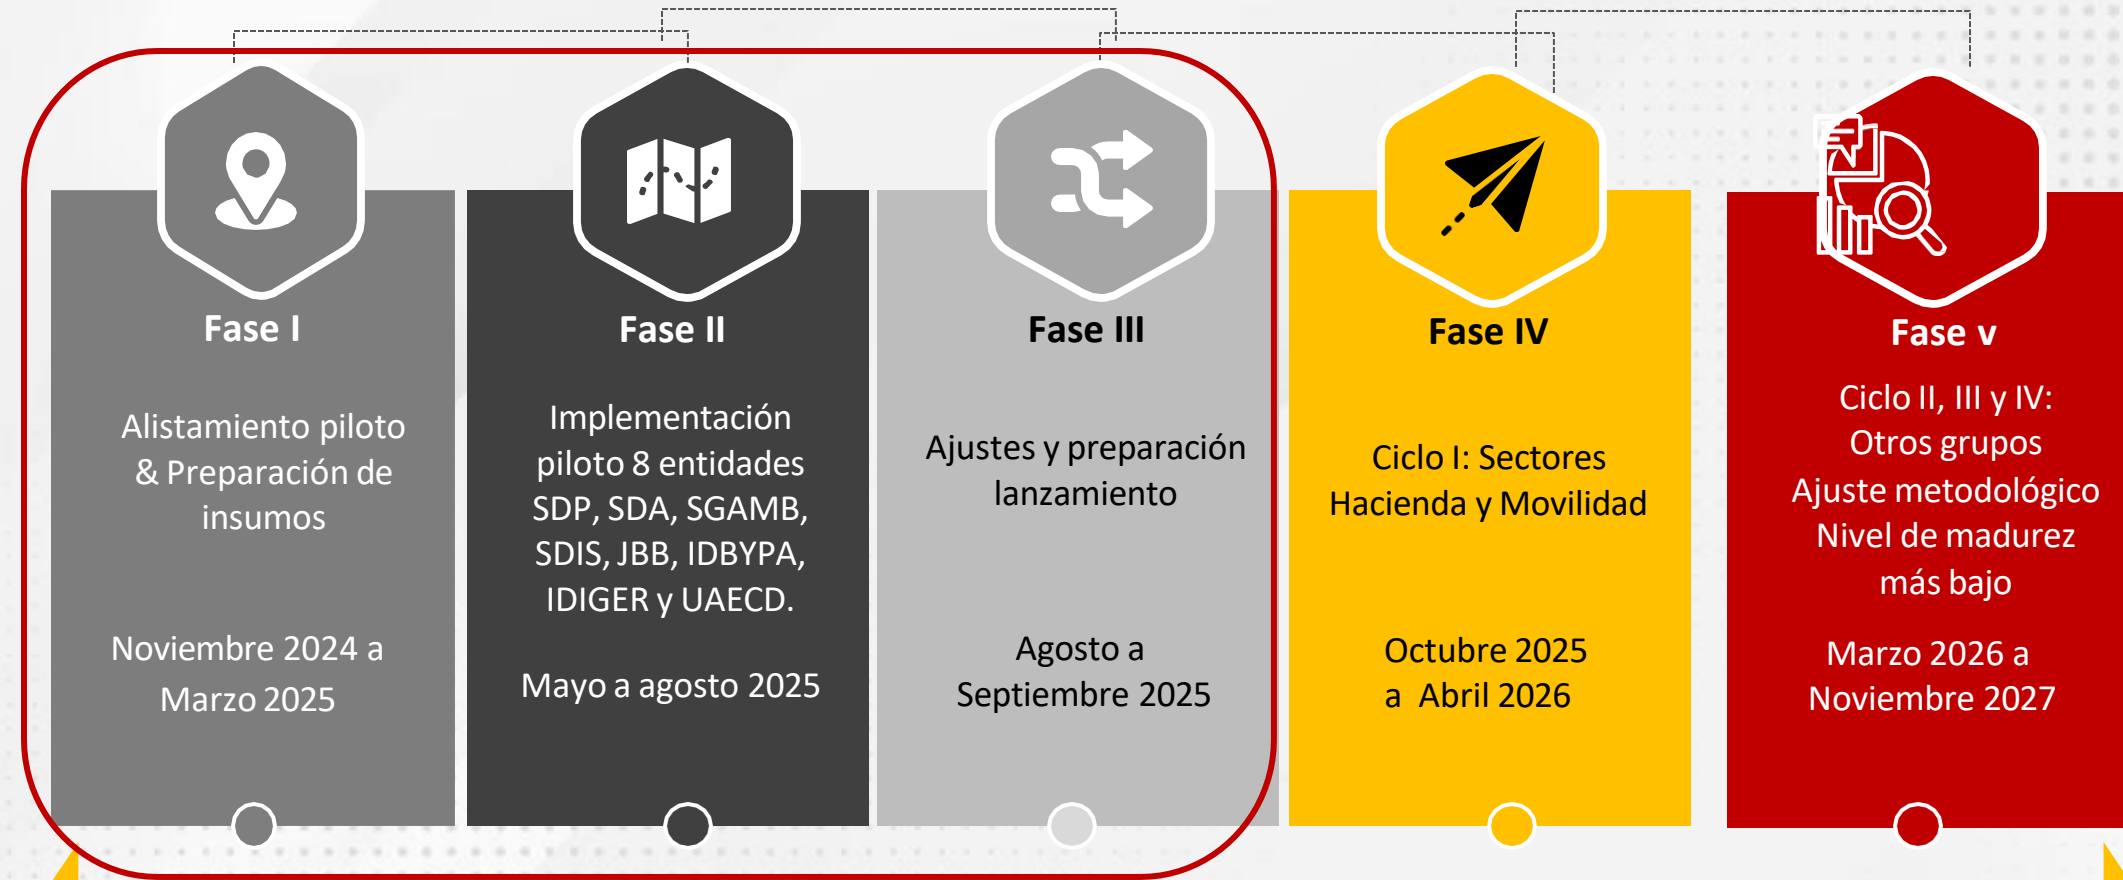 Fase I
Alistamiento piloto
& Preparación de
insumos
Noviembre 2024 a
Marzo 2025
Fase II
Implementación
piloto 8 entidades
SDP, SDA, SGAMB,
SDIS, JBB, IDBYPA,
IDIGER y UAECD.
Mayo a agosto 2025
Fase III
Ajustes y preparación
lanzamiento
Agosto a
Septiembre 2025
Fase IV
Ciclo I: Sectores
Hacienda y Movilidad
Octubre 2025
a Abril 2026
Fase v
Ciclo II, III y IV:
Otros grupos
Ajuste metodológico
Nivel de madurez
más bajo
Marzo 2026 a
Noviembre 2027